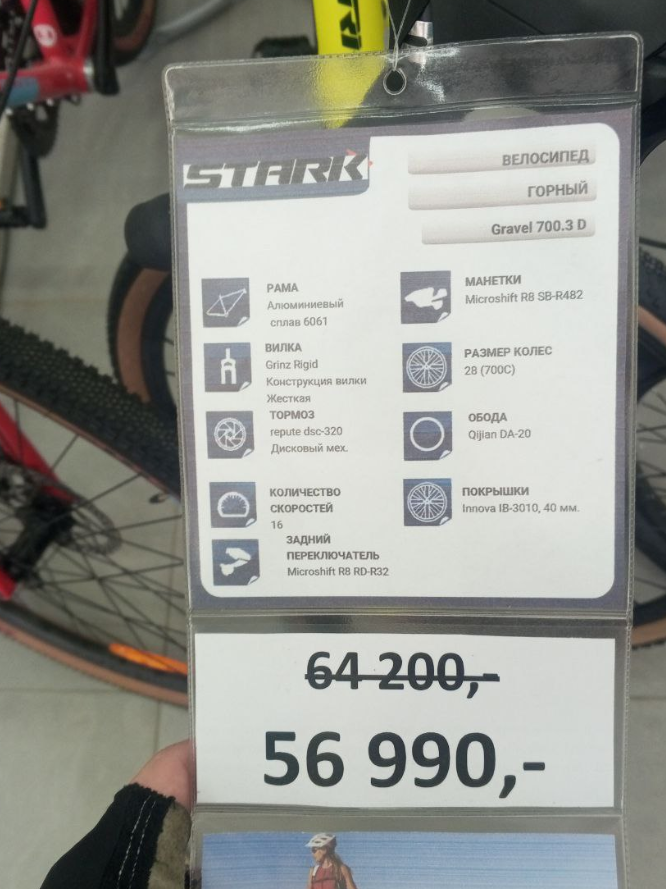 STARK
ВЕЛОСИПЕД
ГОРНЫЙ
Gravel 700.3 D
РАМА
Алюминиевый
сплав 6061
ВИЛКА
Grinz Rigid
Конструкция вилки
Жесткая
ТОРМОЗ
repute dsc-320
Дисковый мех.
КОЛИЧЕСТВО
СКОРОСТЕЙ
16
ЗАДНИЙ
ПЕРЕКЛЮЧАТЕЛЬ
Microshift R8 RD-R32
МАНЕТКИ
Microshift R8 SB-R482
РАЗМЕР КОЛЕС
28 (700C)
ОБОДА
Qijian DA-20
ПОКРЫШКИ
Innova IB-3010, 40 мм.
64 200,-
56 990,-